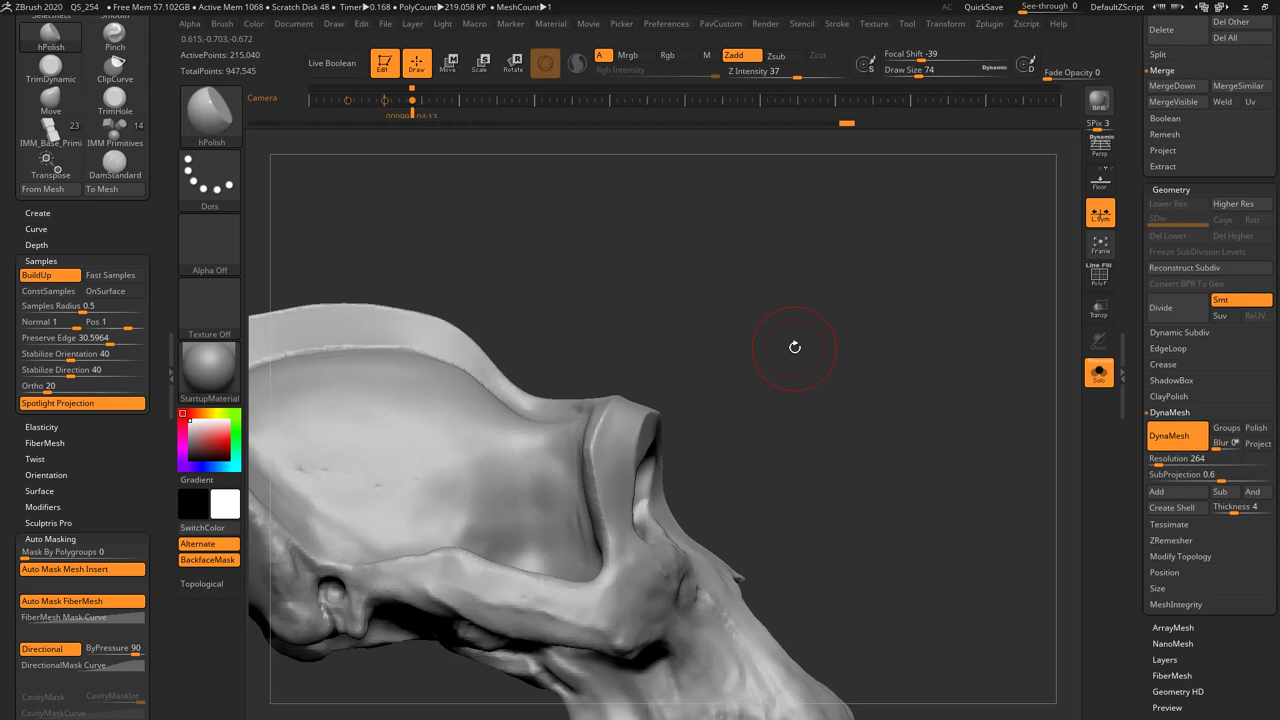 ZBrush 2020 QS_254 • Free Mem 57.102GB • Active Mem 1068 • Scratch Disk 48 • Timer▶0.168 • PolyCount▶219.058 KP • MeshCount▶1 AC QuickSave See-through 0 DefaultZScript
Alpha Brush Color Document Draw Edit File Layer Light Macro Marker Material Movie Picker Preferences PavCustom Render Stencil Stroke Texture Tool Transform Zplugin Zscript Help
0.615,-0.703,-0.672
ActivePoints: 215,040
TotalPoints: 947,545
Live Boolean
Edit
Draw
Move
Scale
Rotate
A Mrgb Rgb M
Rgb Intensity
Zadd Zsub Zcut
Z Intensity 37
S
Focal Shift -39
Draw Size 74 Dynamic
D
Fade Opacity 0
Smooth
hPolish Pinch
TrimDynamic ClipCurve
Move TrimHole
23 14
IMM_Base_Primi IMM Primitives
Transpose DamStandard
From Mesh To Mesh
Create
Curve
Depth
Samples
BuildUp Fast Samples
ConstSamples OnSurface
Samples Radius 0.5
Normal 1 Pos 1
Preserve Edge 30.5964
Stabilize Orientation 40
Stabilize Direction 40
Ortho 20
Spotlight Projection
Elasticity
FiberMesh
Twist
Orientation
Surface
Modifiers
Sculptris Pro
Auto Masking
Mask By Polygroups 0
Auto Mask Mesh Insert
Auto Mask FiberMesh
FiberMesh Mask Curve
Directional ByPressure 90
DirectionalMask Curve
CavityMask CavityMaskInt
CavityMaskCurve
Camera
hPolish
Dots
Alpha Off
Texture Off
StartupMaterial
Gradient
SwitchColor
Alternate
BackfaceMask
Topological
BPR
SPix 3
Dynamic
Persp
Floor
L.Sym
Frame
Line Fill
PolyF
Transp
Ghost
Dynamic
Solo
Delete Del Other
Del All
Split
Merge
MergeDown MergeSimilar
MergeVisible Weld Uv
Boolean
Remesh
Project
Extract
Geometry
Lower Res Higher Res
SDiv Cage Rstr
Del Lower Del Higher
Freeze SubDivision Levels
Reconstruct Subdiv
Convert BPR To Geo
Divide Smt
Suv ReUV
Dynamic Subdiv
EdgeLoop
Crease
ShadowBox
ClayPolish
DynaMesh
DynaMesh Groups Polish
Blur 0 Project
Resolution 264
SubProjection 0.6
Add Sub And
Create Shell Thickness 4
Tessimate
ZRemesher
Modify Topology
Position
Size
MeshIntegrity
ArrayMesh
NanoMesh
Layers
FiberMesh
Geometry HD
Preview